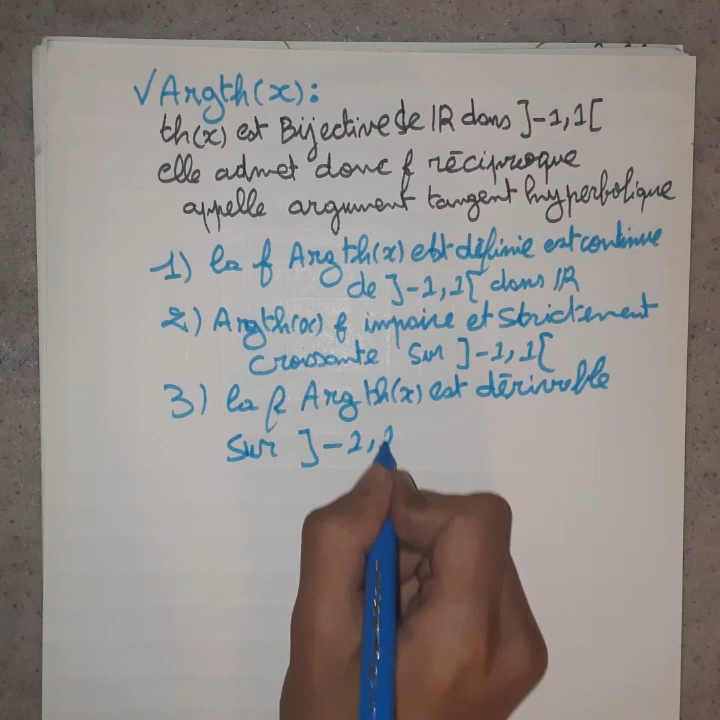 √ Argth(x):
th(x) est Bijective de IR dans ]-1,1[
elle admet donc f réciproque
appelle argument tangent hyperbolique
1) la f Argth(x) est définie est continue
de ]-1,1[ dans IR
2) Argth(x) f impaire et strictement
croissante sur ]-1,1[
3) la f Argth(x) est dérivable
sur ]-1,